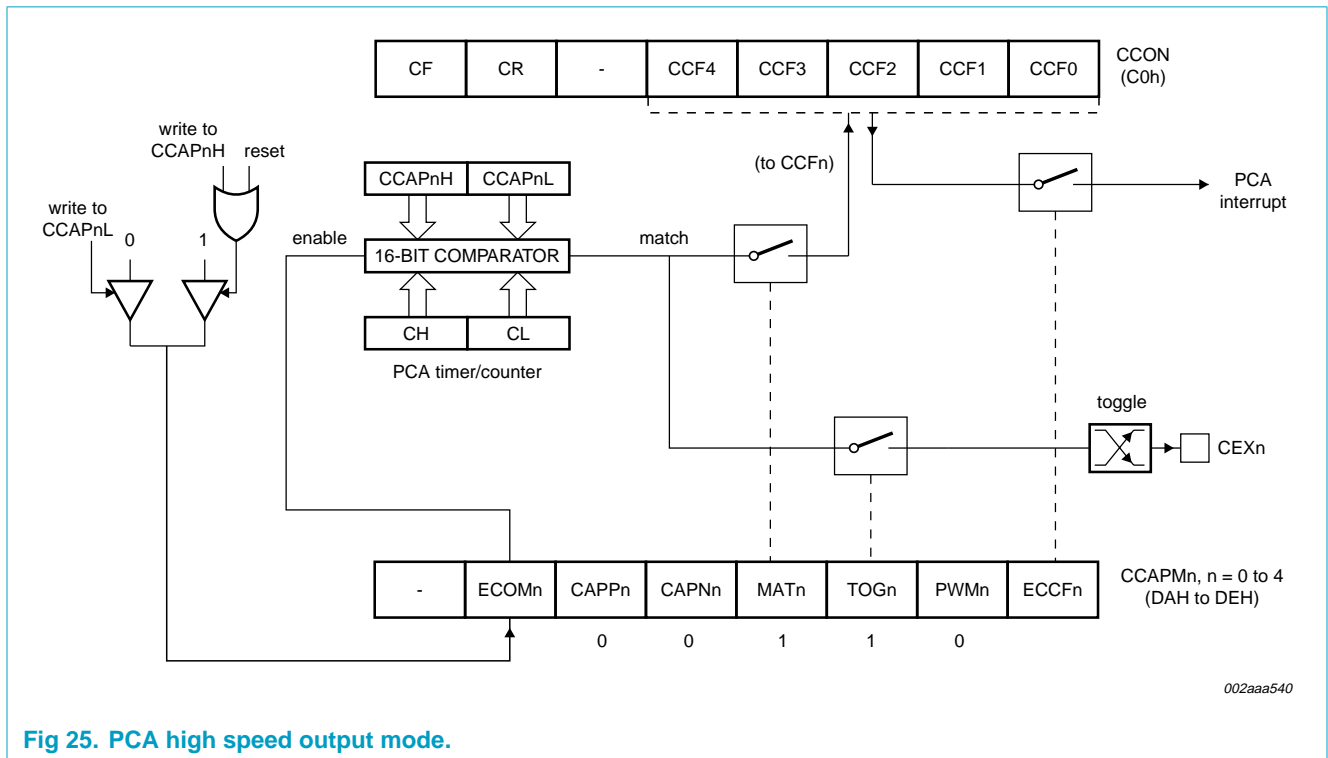 CF CR - CCF4 CCF3 CCF2 CCF1 ECCF0
CCON
(C0h)
write to
CCAPnH
reset
write to
CCAPnL
0
1
enable
CCAPnH CCAPnL
16-BIT COMPARATOR
CH CL
PCA timer/counter
match
(to CCFn)
PCA
interrupt
toggle
CEXn
- ECOMn CAPPn CAPNn MATn TOGn PWMn ECCFn
CCAPMn, n = 0 to 4
(DAH to DEH)
0 0 1 1 0
002aaa540
Fig 25. PCA high speed output mode.